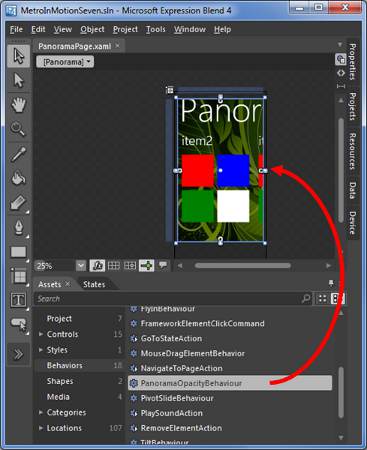 MetroInMotionSeven.sln - Microsoft Expression Blend 4
File Edit View Object Project Tools Window Help
PanoramaPage.xaml
[Panorama]
Properties
Projects
Resources
Data
Device
Panor
item2
it
25%
Assets
States
Search
Project 7
Controls 15
Styles 1
Behaviors 18
Shapes 2
Media 4
Categories
Locations 107
FlyInBehaviour
FrameworkElementClickCommand
GoToStateAction
MouseDragElementBehavior
NavigateToPageAction
PanoramaOpacityBehaviour
PivotSlideBehaviour
PlaySoundAction
RemoveElementAction
TiltBehaviour